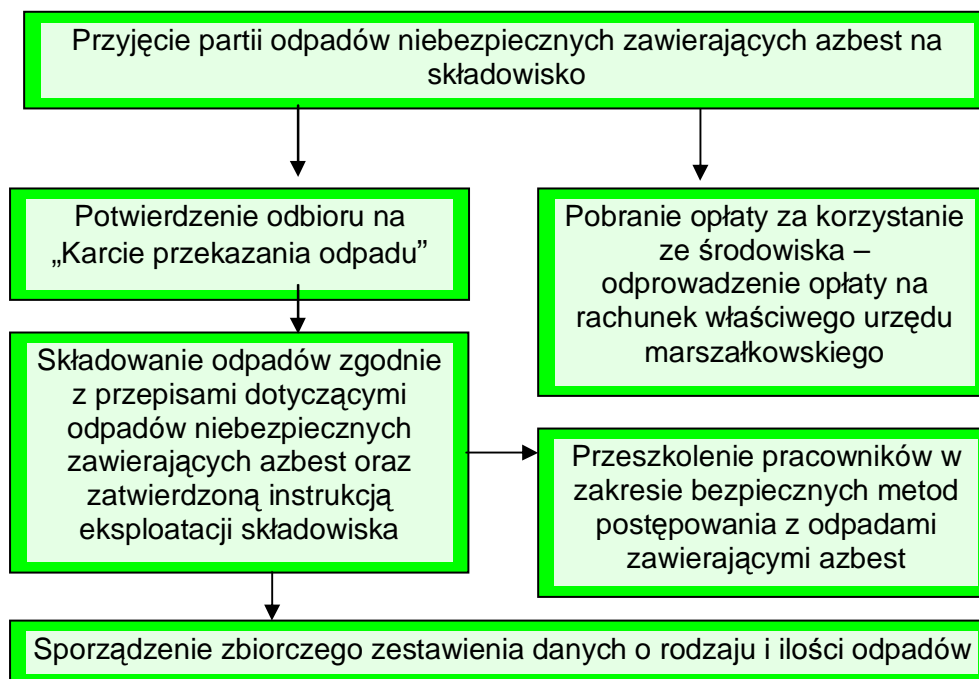 Przyjęcie partii odpadów niebezpiecznych zawierających azbest na
składowisko
Potwierdzenie odbioru na
„Karcie przekazania odpadu”
Pobranie opłaty za korzystanie
ze środowiska –
odprowadzenie opłaty na
rachunek właściwego urzędu
marszałkowskiego
Składowanie odpadów zgodnie
z przepisami dotyczącymi
odpadów niebezpiecznych
zawierających azbest oraz
zatwierdzoną instrukcją
eksploatacji składowiska
Przeszkolenie pracowników w
zakresie bezpiecznych metod
postępowania z odpadami
zawierającymi azbest
Sporządzenie zbiorczego zestawienia danych o rodzaju i ilości odpadów